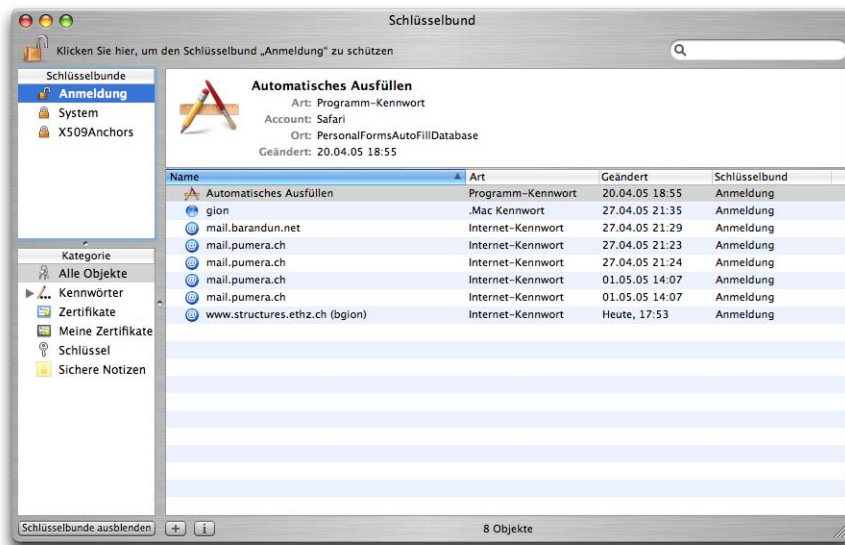 Schlüsselbund
Klicken Sie hier, um den Schlüsselbund „Anmeldung“ zu schützen
Schlüsselbunde
Anmeldung
System
X509Anchors
Automatisches Ausfüllen
Art: Programm-Kennwort
Account: Safari
Ort: PersonalFormsAutoFillDatabase
Geändert: 20.04.05 18:55
Name Art Geändert Schlüsselbund
Automatisches Ausfüllen Programm-Kennwort 20.04.05 18:55 Anmeldung
gion .Mac Kennwort 27.04.05 21:35 Anmeldung
mail.barandun.net Internet-Kennwort 27.04.05 21:29 Anmeldung
mail.pumera.ch Internet-Kennwort 27.04.05 21:23 Anmeldung
mail.pumera.ch Internet-Kennwort 27.04.05 21:24 Anmeldung
mail.pumera.ch Internet-Kennwort 01.05.05 14:07 Anmeldung
mail.pumera.ch Internet-Kennwort 01.05.05 14:07 Anmeldung
www.structures.ethz.ch (bgion) Internet-Kennwort Heute, 17:53 Anmeldung
Kategorie
Alle Objekte
Kennwörter
Zertifikate
Meine Zertifikate
Schlüssel
Sichere Notizen
Schlüsselbunde ausblenden
8 Objekte